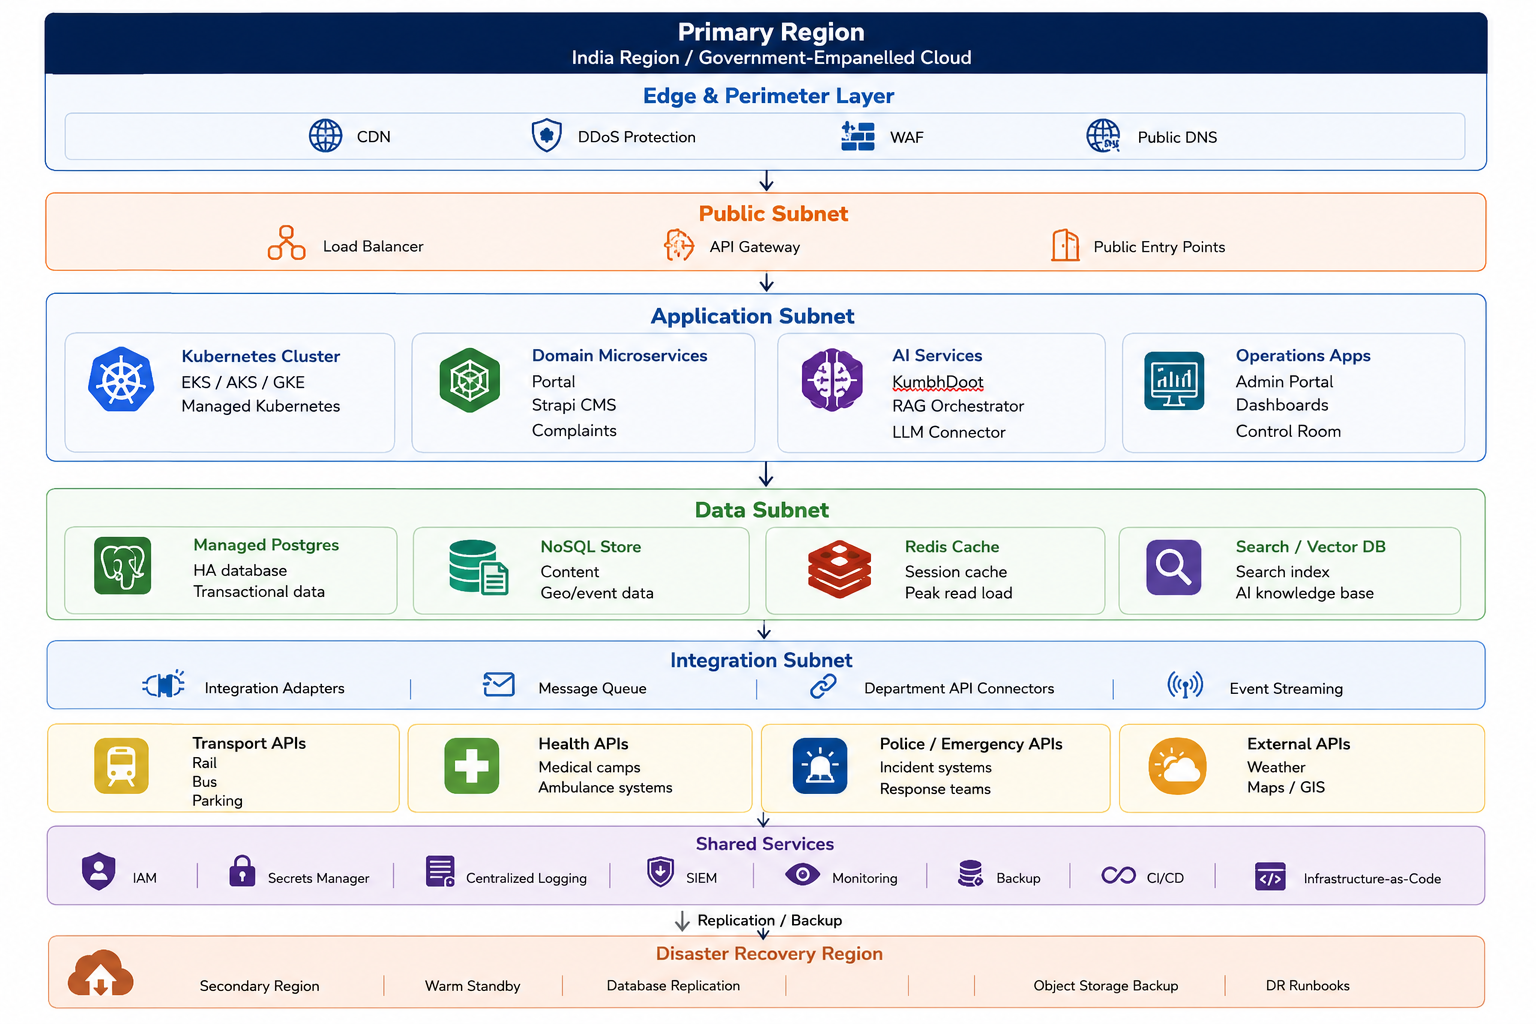 Primary Region
India Region / Government-Empanelled Cloud
Edge & Perimeter Layer
CDN
DDoS Protection
WAF
Public DNS
Public Subnet
Load Balancer
API Gateway
Public Entry Points
Application Subnet
Kubernetes Cluster
EKS / AKS / GKE
Managed Kubernetes
Domain Microservices
Portal
Strapi CMS
Complaints
AI Services
KumbhDoot
RAG Orchestrator
LLM Connector
Operations Apps
Admin Portal
Dashboards
Control Room
Data Subnet
Managed Postgres
HA database
Transactional data
NoSQL Store
Content
Geo/event data
Redis Cache
Session cache
Peak read load
Search / Vector DB
Search index
AI knowledge base
Integration Subnet
Integration Adapters
Message Queue
Department API Connectors
Event Streaming
Transport APIs
Rail
Bus
Parking
Health APIs
Medical camps
Ambulance systems
Police / Emergency APIs
Incident systems
Response teams
External APIs
Weather
Maps / GIS
Shared Services
IAM
Secrets Manager
Centralized Logging
SIEM
Monitoring
Backup
CI/CD
Infrastructure-as-Code
Replication / Backup
Disaster Recovery Region
Secondary Region
Warm Standby
Database Replication
Object Storage Backup
DR Runbooks